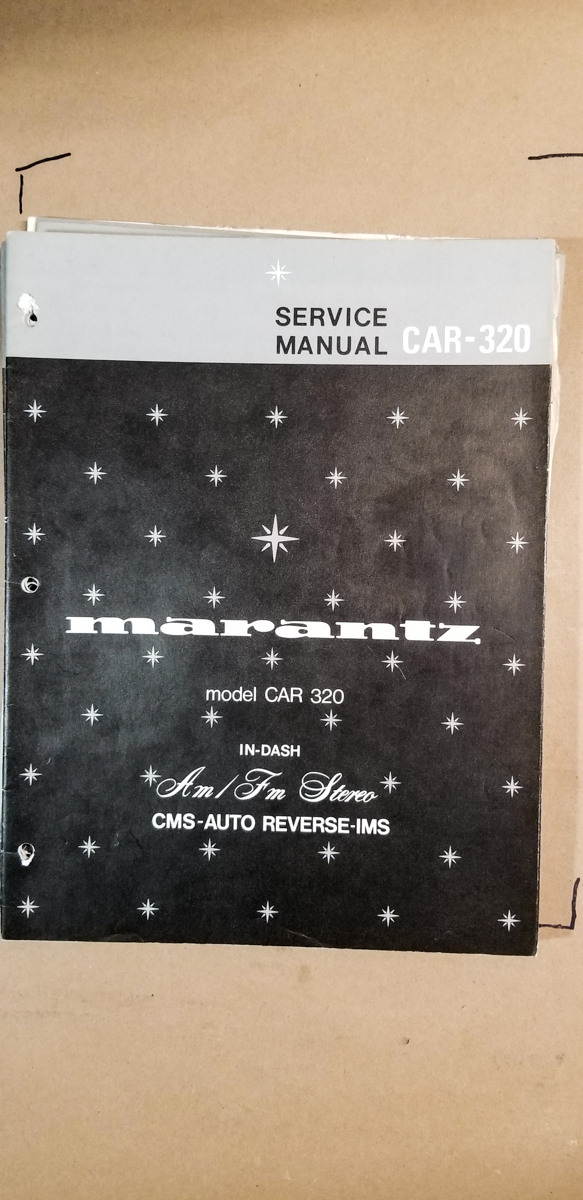 SERVICE
MANUAL CAR-320
marantz
model CAR 320
IN-DASH
Am/Fm Stereo
CMS-AUTO REVERSE-IMS